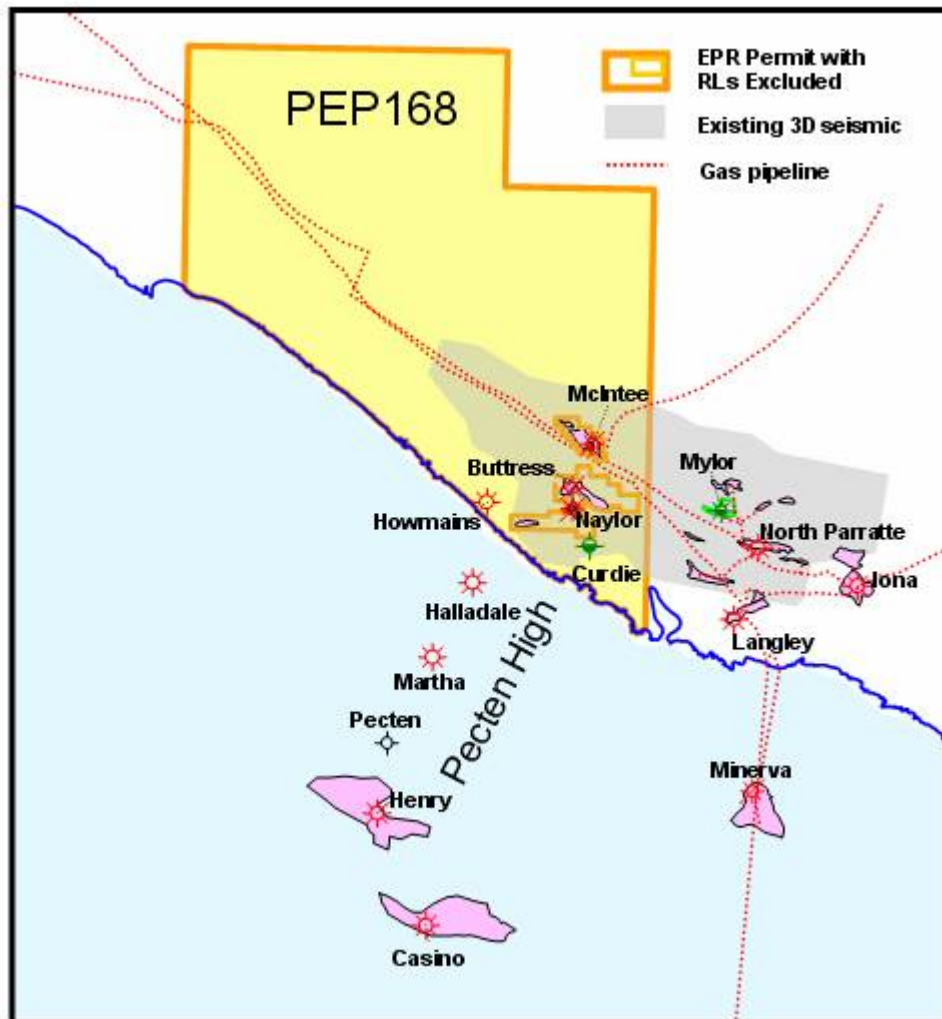 PEP168
EPR Permit with
RLs Excluded
Existing 3D seismic
Gas pipeline
McIntee
Buttress
Mylor
Howmains
Naylor
North Parratte
Curdie
Iona
Halladale
Langley
Martha
Pecten High
Pecten
Minerva
Henry
Casino